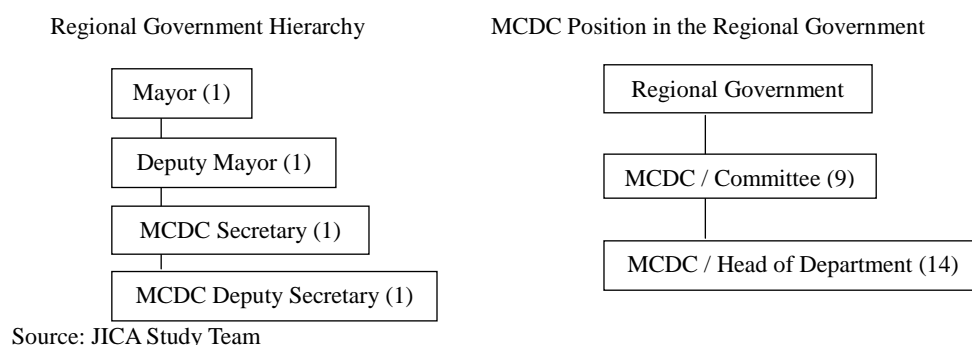 Regional Government Hierarchy
Mayor (1)
Deputy Mayor (1)
MCDC Secretary (1)
MCDC Deputy Secretary (1)
MCDC Position in the Regional Government
Regional Government
MCDC / Committee (9)
MCDC / Head of Department (14)
Source: JICA Study Team